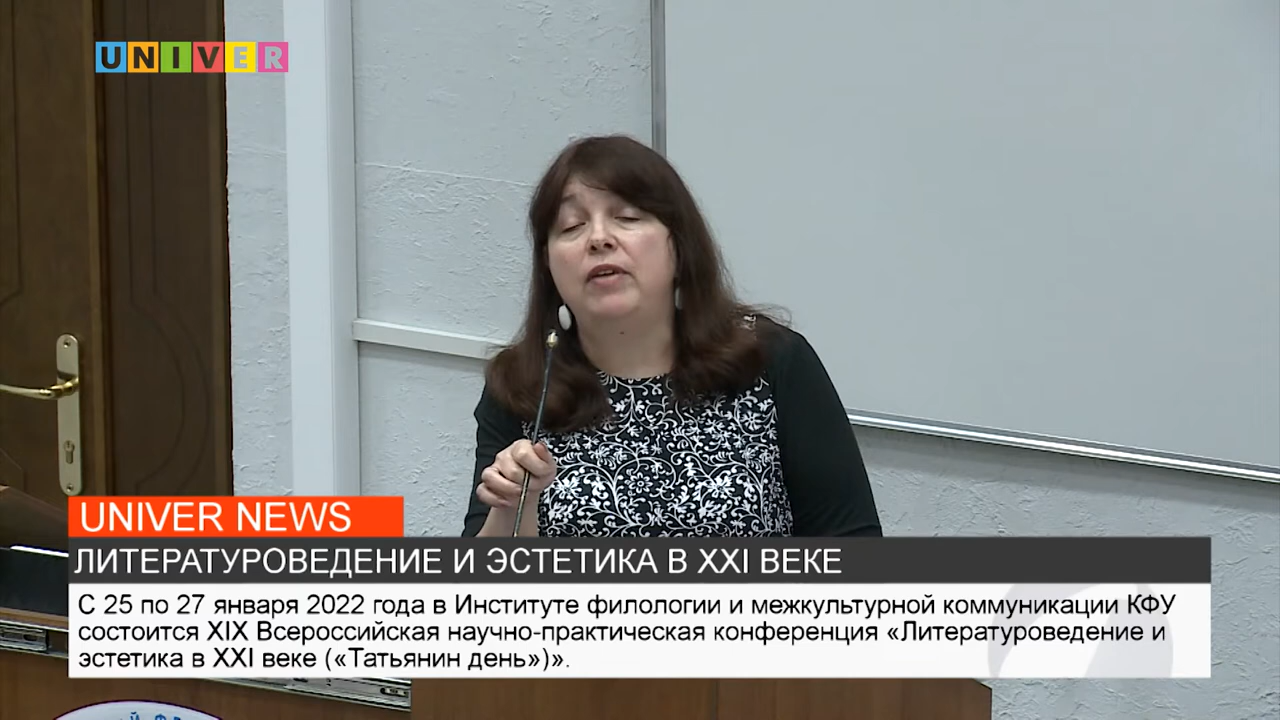 UNIVER
UNIVER NEWS
ЛИТЕРАТУРОВЕДЕНИЕ И ЭСТЕТИКА В XXI ВЕКЕ
С 25 по 27 января 2022 года в Институте филологии и межкультурной коммуникации КФУ
состоится XIX Всероссийская научно-практическая конференция «Литературоведение и
эстетика в XXI веке («Татьянин день»)».